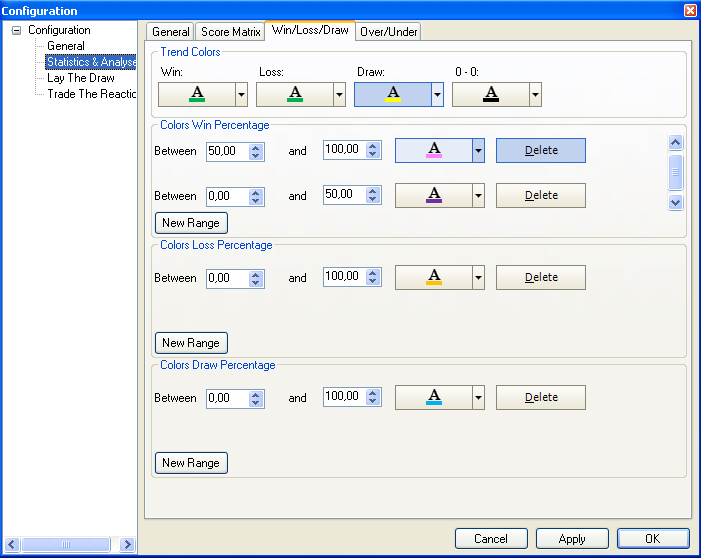 Configuration
Configuration
General
Statistics & Analyse
Lay The Draw
Trade The Reactic
General Score Matrix Win/Loss/Draw Over/Under
Trend Colors
Win: Loss: Draw: 0 - 0:
A A A A
Colors Win Percentage
Between 50,00 and 100,00 A Delete
Between 0,00 and 50,00 A Delete
New Range
Colors Loss Percentage
Between 0,00 and 100,00 A Delete
New Range
Colors Draw Percentage
Between 0,00 and 100,00 A Delete
New Range
Cancel Apply OK